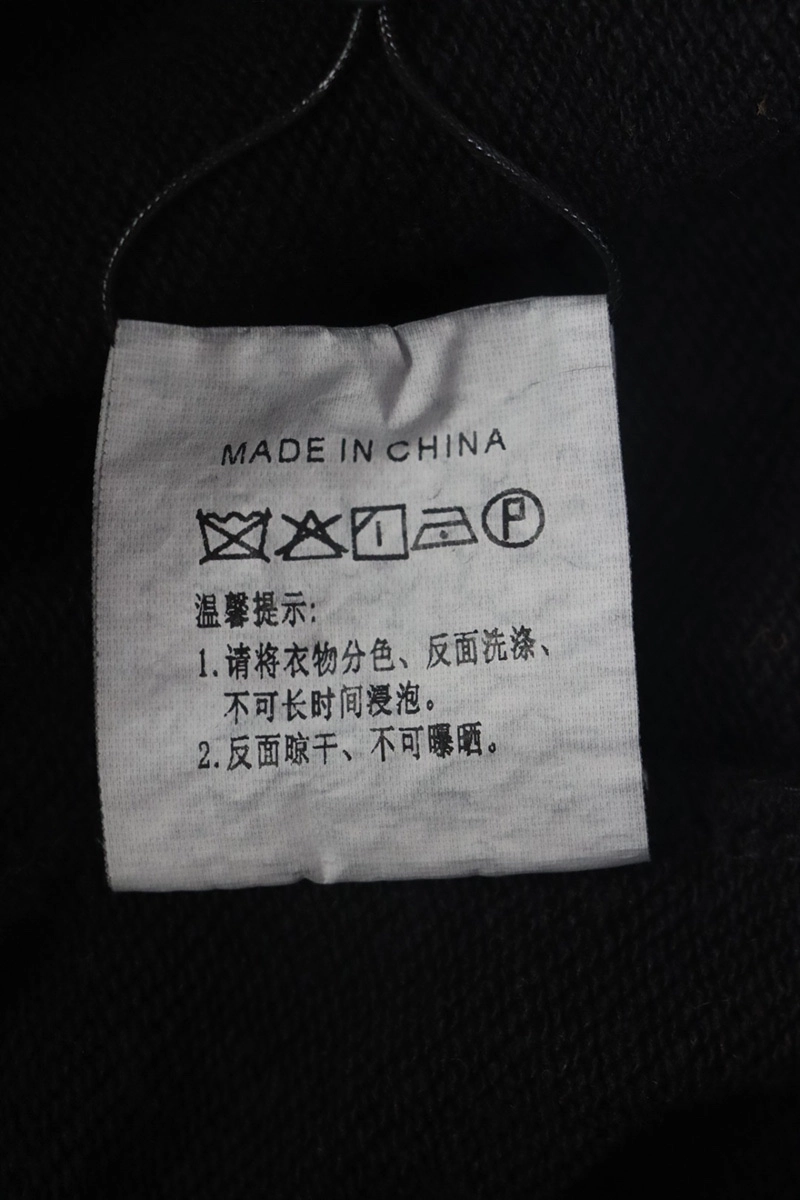 MADE IN CHINA
P
温馨提示:
1.请将衣物分色、反面洗涤、
不可长时间浸泡。
2.反面晾干、不可曝晒。